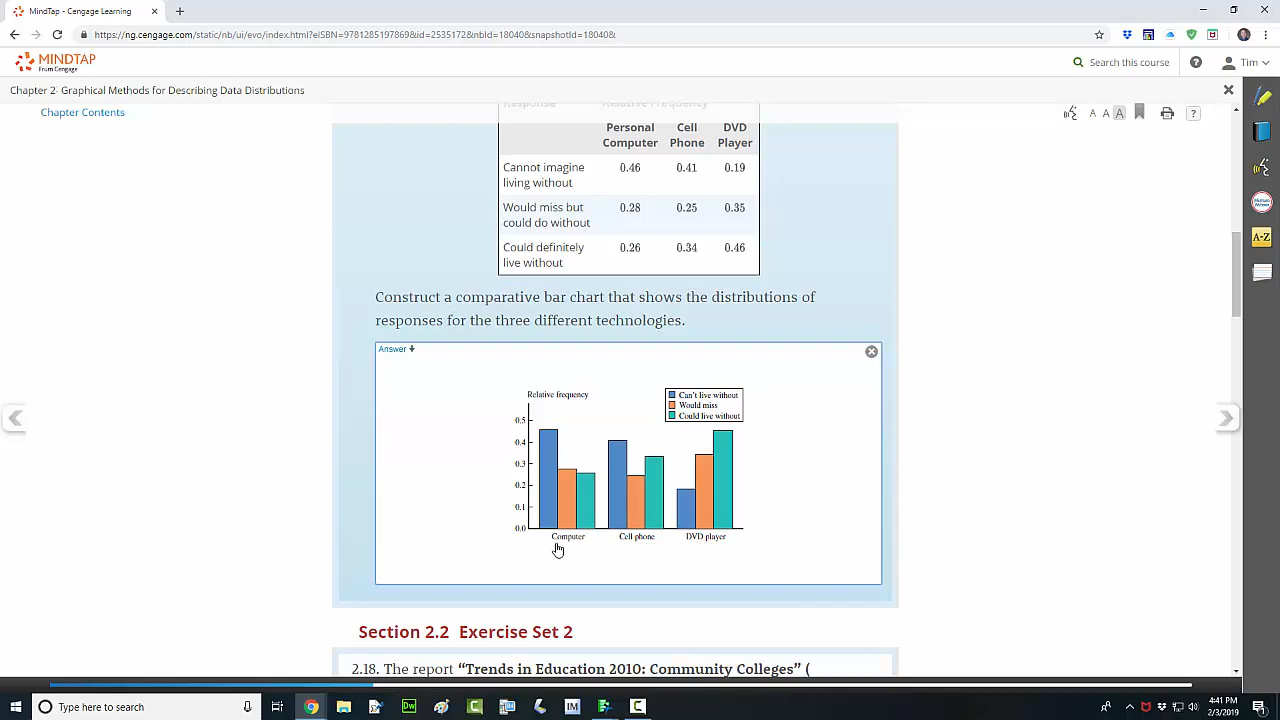 MindTap - Cengage Learning
https://ng.cengage.com/static/nb/ui/evo/index.html?eISBN=9781285197869&id=2535172&nbId=18040&snapshotId=18040&
MINDTAP
From Cengage
Search this course
Tim
Chapter 2: Graphical Methods for Describing Data Distributions
Chapter Contents
A A A
?
Response Relative Frequency
Personal Computer Cell Phone DVD Player
Cannot imagine living without 0.46 0.41 0.19
Would miss but could do without 0.28 0.25 0.35
Could definitely live without 0.26 0.34 0.46
Construct a comparative bar chart that shows the distributions of
responses for the three different technologies.
Answer
Relative frequency
Can't live without
Would miss
Could live without
0.5
0.4
0.3
0.2
0.1
0.0
Computer Cell phone DVD player
A-Z
Section 2.2 Exercise Set 2
2.18. The report “Trends in Education 2010: Community Colleges” (
Type here to search
Dw
IM
4:41 PM
2/3/2019